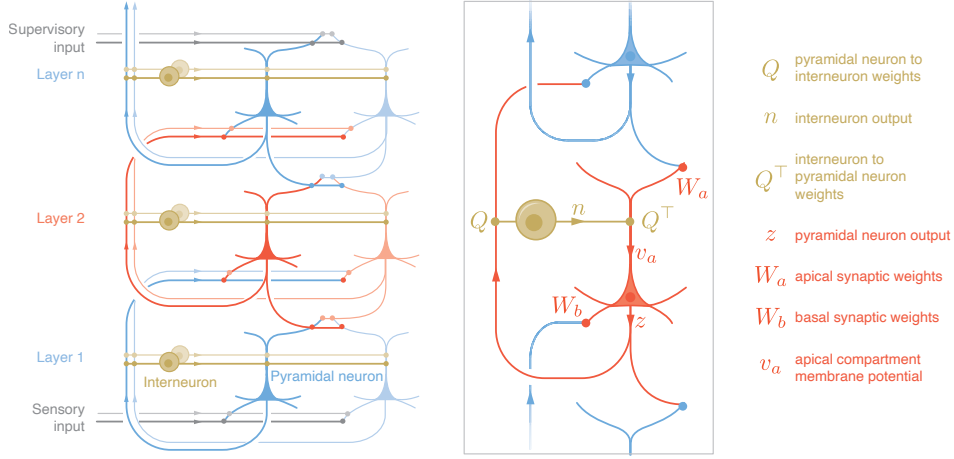 Supervisory
input
Layer n
Layer 2
Layer 1
Interneuron
Pyramidal neuron
Sensory
input
W_a
Q
n
Q^⊤
v_a
W_b
z
Q pyramidal neuron to
interneuron weights
n interneuron output
Q^⊤ interneuron to
pyramidal neuron
weights
z pyramidal neuron output
W_a apical synaptic weights
W_b basal synaptic weights
v_a apical compartment
membrane potential